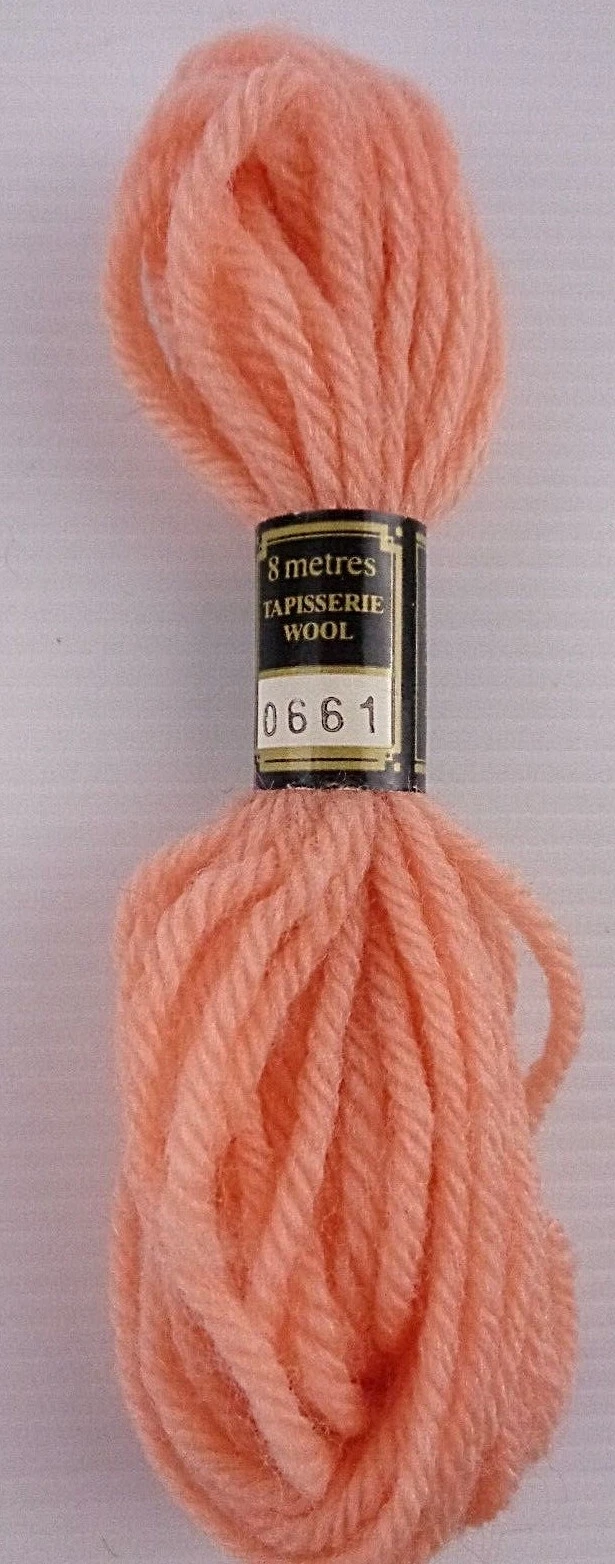 8 metres
TAPISSERIE
WOOL
0661